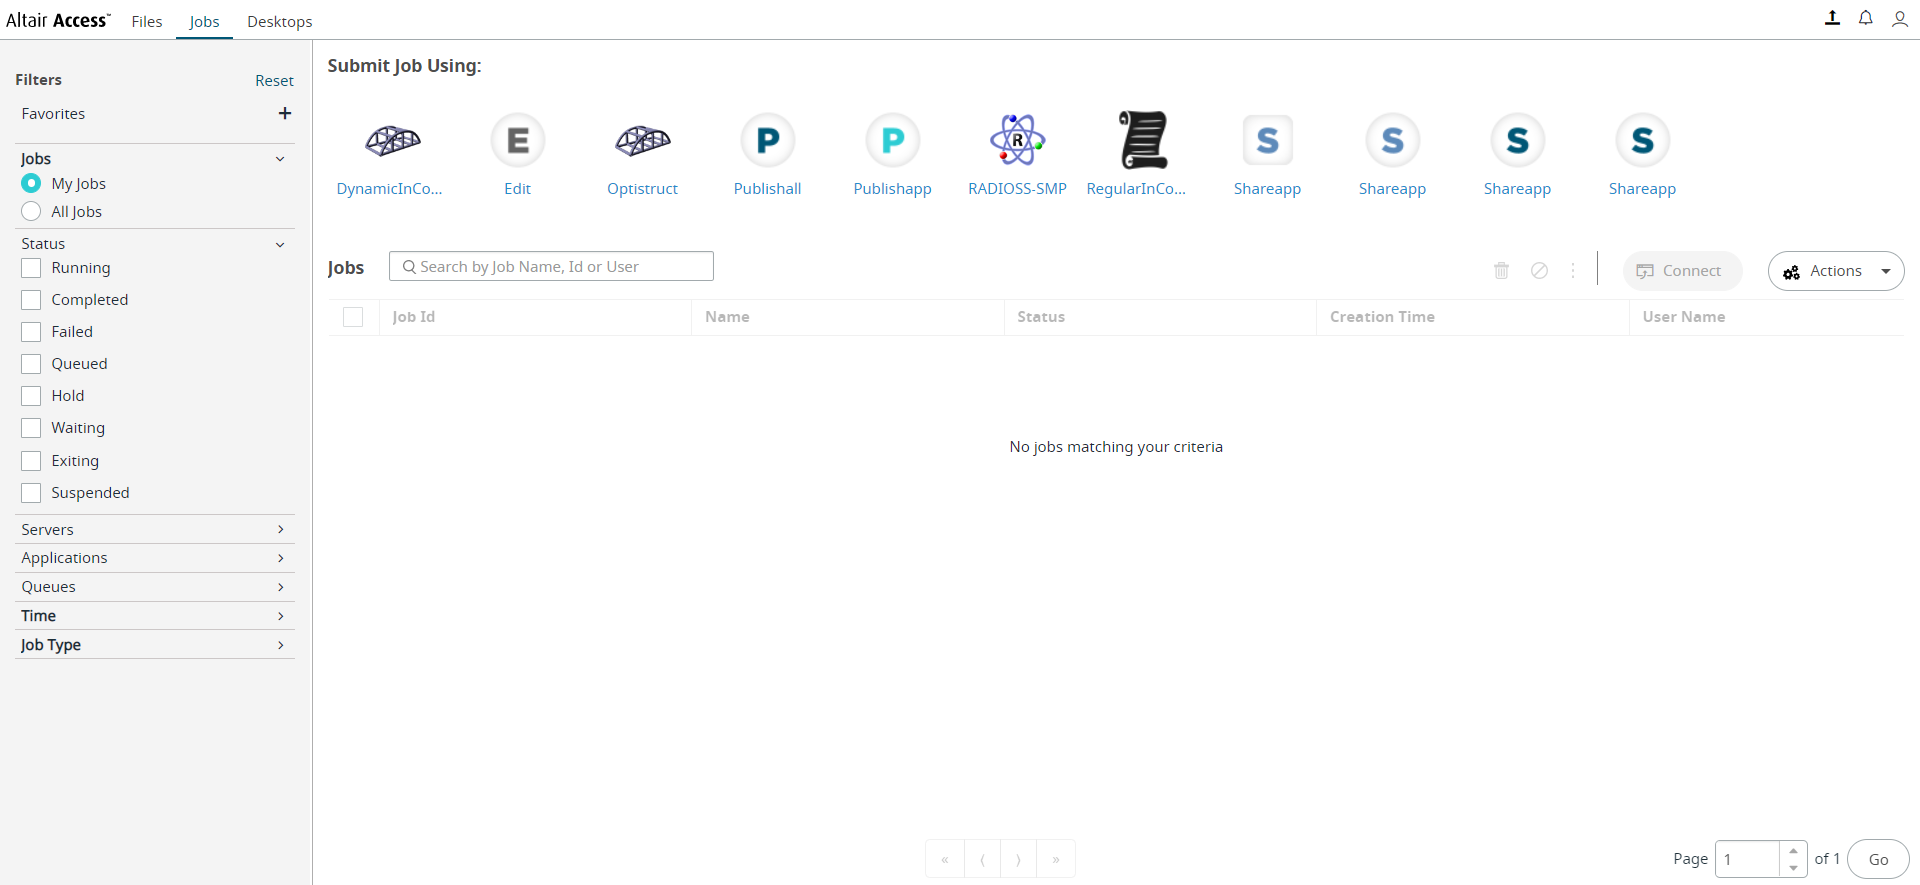 Altair Access™ Files Jobs Desktops
Filters Reset
Favorites +
Jobs
My Jobs
All Jobs
Status
Running
Completed
Failed
Queued
Hold
Waiting
Exiting
Suspended
Servers
Applications
Queues
Time
Job Type
Submit Job Using:
E P P R S S S S
DynamicInCo... Edit Optistruct Publishall Publishapp RADIOSS-SMP RegularInCo... Shareapp Shareapp Shareapp Shareapp
Jobs Search by Job Name, Id or User Connect Actions
Job Id Name Status Creation Time User Name
No jobs matching your criteria
« ⟨ ⟩ » Page 1 of 1 Go